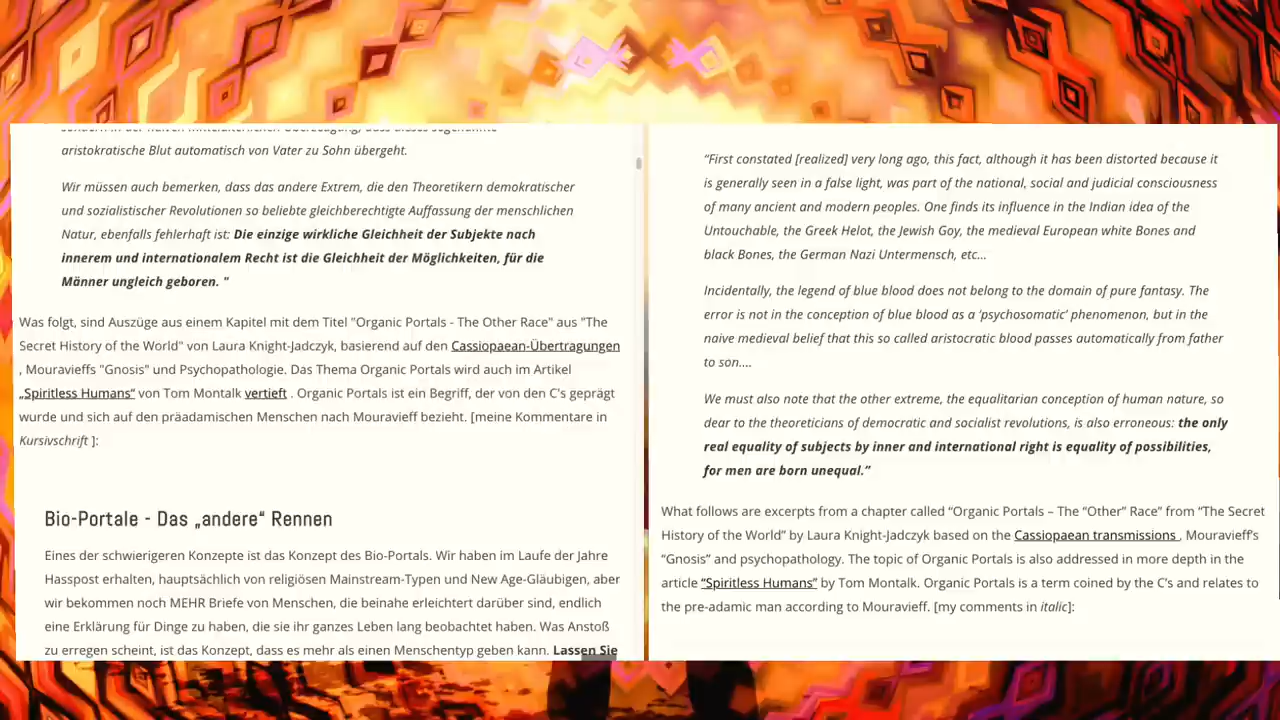 aristokratische Blut automatisch von Vater zu Sohn übergeht.
Wir müssen auch bemerken, dass das andere Extrem, die den Theoretikern demokratischer
und sozialistischer Revolutionen so beliebte gleichberechtigte Auffassung der menschlichen
Natur, ebenfalls fehlerhaft ist: Die einzige wirkliche Gleichheit der Subjekte nach
innerem und internationalem Recht ist die Gleichheit der Möglichkeiten, für die
Männer ungleich geboren. "
Was folgt, sind Auszüge aus einem Kapitel mit dem Titel "Organic Portals - The Other Race" aus "The
Secret History of the World" von Laura Knight-Jadczyk, basierend auf den Cassiopaean-Übertragungen
, Mouravieffs "Gnosis" und Psychopathologie. Das Thema Organic Portals wird auch im Artikel
„Spiritless Humans“ von Tom Montalk vertieft . Organic Portals ist ein Begriff, der von den C's geprägt
wurde und sich auf den präadamischen Menschen nach Mouravieff bezieht. [meine Kommentare in
Kursivschrift ]:
Bio-Portale - Das „andere“ Rennen
Eines der schwierigeren Konzepte ist das Konzept des Bio-Portals. Wir haben im Laufe der Jahre
Hasspost erhalten, hauptsächlich von religiösen Mainstream-Typen und New Age-Gläubigen, aber
wir bekommen noch MEHR Briefe von Menschen, die beinahe erleichtert darüber sind, endlich
eine Erklärung für Dinge zu haben, die sie ihr ganzes Leben lang beobachtet haben. Was Anstoß
zu erregen scheint, ist das Konzept, dass es mehr als einen Menschentyp geben kann. Lassen Sie
“First constated [realized] very long ago, this fact, although it has been distorted because it
is generally seen in a false light, was part of the national, social and judicial consciousness
of many ancient and modern peoples. One finds its influence in the Indian idea of the
Untouchable, the Greek Helot, the Jewish Goy, the medieval European white Bones and
black Bones, the German Nazi Untermensch, etc…
Incidentally, the legend of blue blood does not belong to the domain of pure fantasy. The
error is not in the conception of blue blood as a ‘psychosomatic’ phenomenon, but in the
naive medieval belief that this so called aristocratic blood passes automatically from father
to son….
We must also note that the other extreme, the equalitarian conception of human nature, so
dear to the theoreticians of democratic and socialist revolutions, is also erroneous: the only
real equality of subjects by inner and international right is equality of possibilities,
for men are born unequal.”
What follows are excerpts from a chapter called “Organic Portals – The “Other” Race” from “The Secret
History of the World” by Laura Knight-Jadczyk based on the Cassiopaean transmissions , Mouravieff’s
“Gnosis” and psychopathology. The topic of Organic Portals is also addressed in more depth in the
article “Spiritless Humans” by Tom Montalk. Organic Portals is a term coined by the C’s and relates to
the pre-adamic man according to Mouravieff. [my comments in italic]: